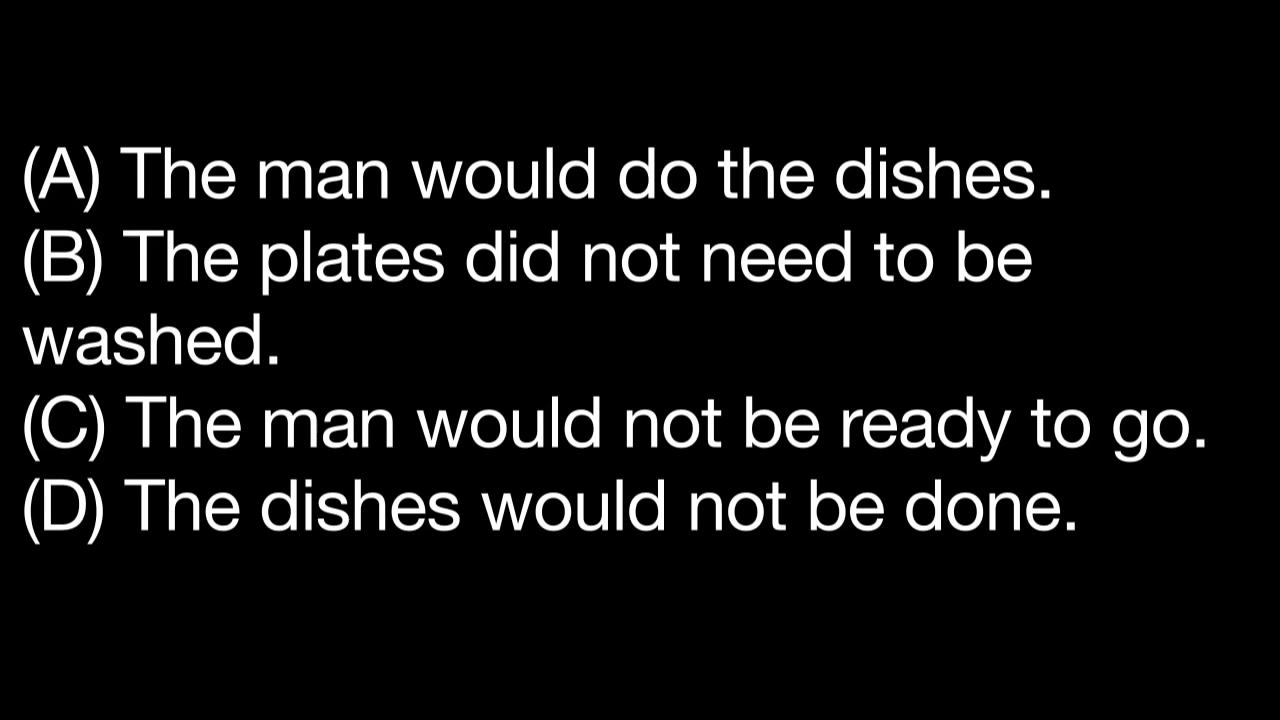 (A) The man would do the dishes.
(B) The plates did not need to be
washed.
(C) The man would not be ready to go.
(D) The dishes would not be done.